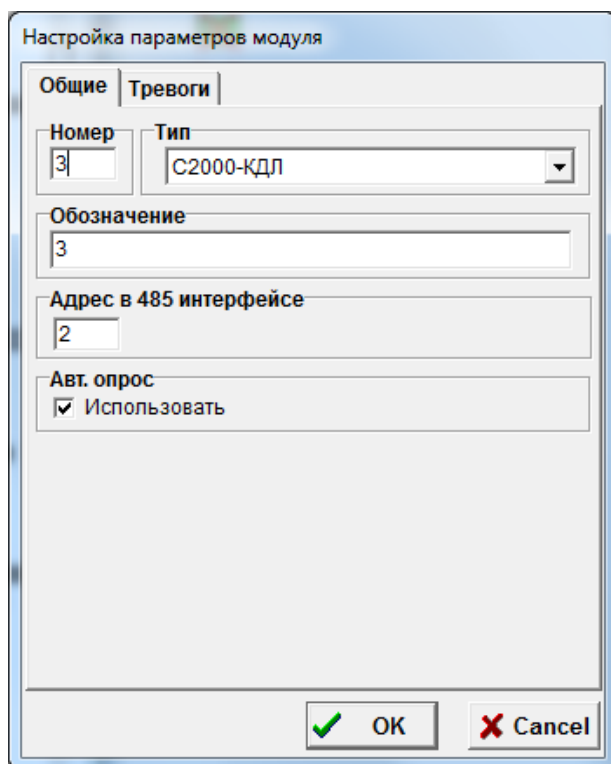 Настройка параметров модуля
Общие Тревоги
Номер Тип
3 С2000-КДЛ
Обозначение
3
Адрес в 485 интерфейсе
2
Авт. опрос
Использовать
OK Cancel